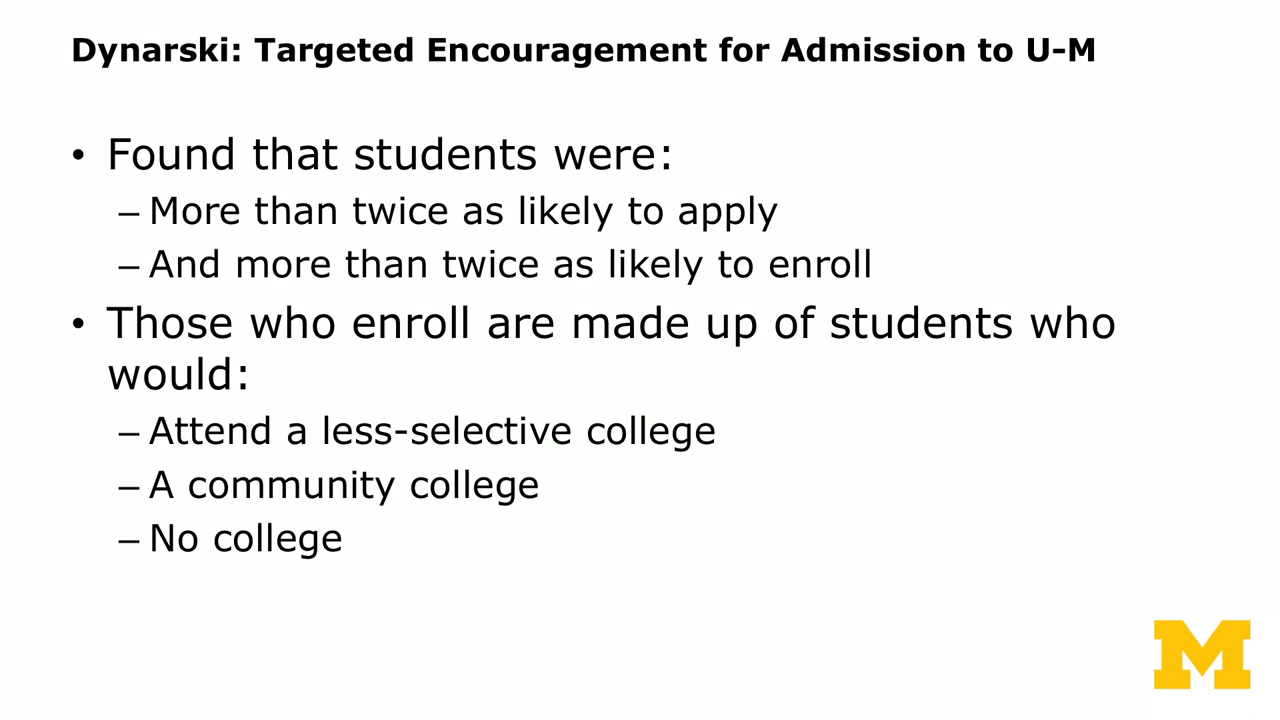 Dynarski: Targeted Encouragement for Admission to U-M
• Found that students were:
– More than twice as likely to apply
– And more than twice as likely to enroll
• Those who enroll are made up of students who
would:
– Attend a less-selective college
– A community college
– No college
M